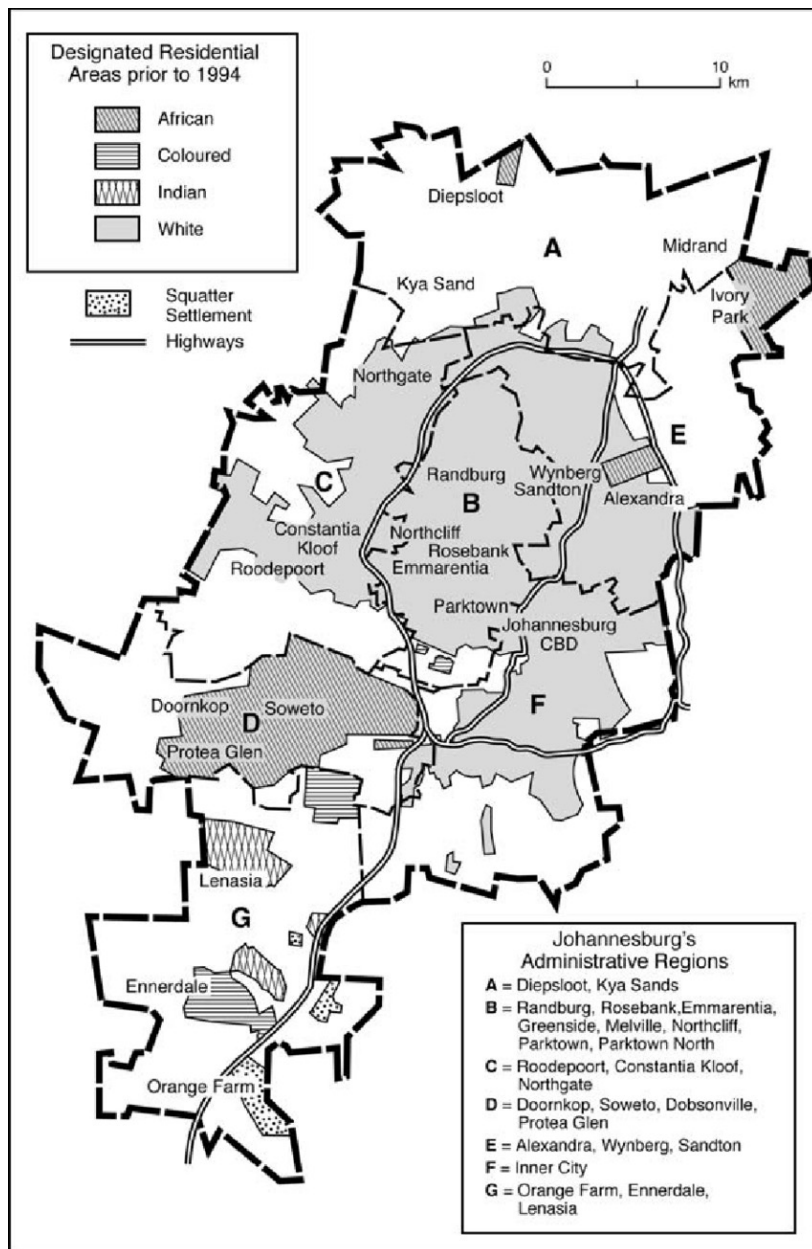 Designated Residential
Areas prior to 1994
African
Coloured
Indian
White
Squatter
Settlement
Highways
0 10
km
Diepsloot
A
Midrand
Kya Sand
Ivory
Park
Northgate
E
C
Randburg
Wynberg
Sandton
B
Alexandra
Constantia
Kloof
Northcliff
Rosebank
Roodepoort
Emmarentia
Parktown
Johannesburg
CBD
Doornkop
Soweto
D
F
Protea Glen
Lenasia
G
Ennerdale
Orange Farm
Johannesburg's
Administrative Regions
A = Diepsloot, Kya Sands
B = Randburg, Rosebank,Emmarentia,
Greenside, Melville, Northcliff,
Parktown, Parktown North
C = Roodepoort, Constantia Kloof,
Northgate
D = Doornkop, Soweto, Dobsonville,
Protea Glen
E = Alexandra, Wynberg, Sandton
F = Inner City
G = Orange Farm, Ennerdale,
Lenasia